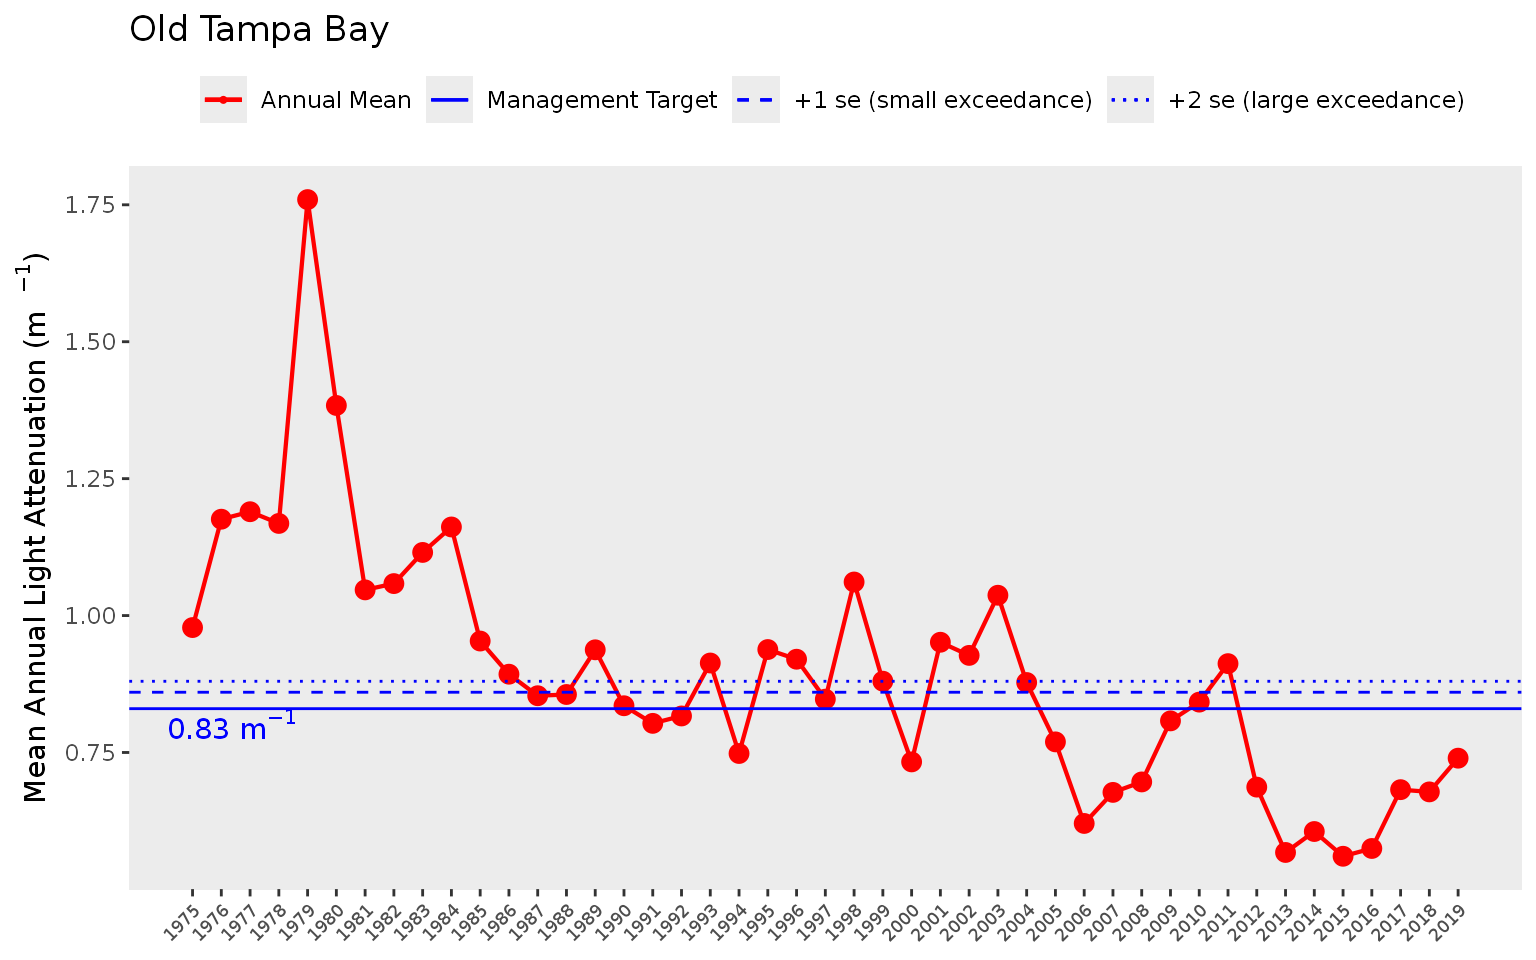 Old Tampa Bay
Annual Mean Management Target +1 se (small exceedance) +2 se (large exceedance)
Mean Annual Light Attenuation (m ⁻¹)
1.75
1.50
1.25
1.00
0.75
0.83 m⁻¹
1975 1976 1977 1978 1979 1980 1981 1982 1983 1984 1985 1986 1987 1988 1989 1990 1991 1992 1993 1994 1995 1996 1997 1998 1999 2000 2001 2002 2003 2004 2005 2006 2007 2008 2009 2010 2011 2012 2013 2014 2015 2016 2017 2018 2019